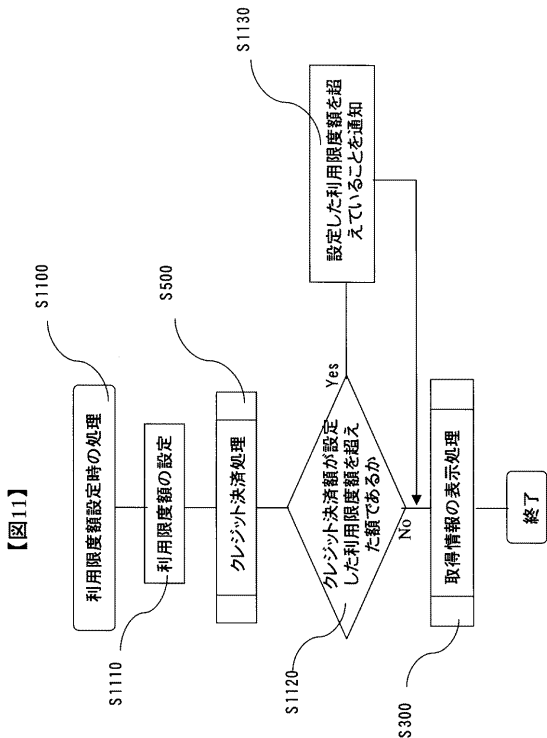 【図11】
S1100
利用限度額設定時の処理
S1110
利用限度額の設定
S500
クレジット決済処理
S1120
クレジット決済額が設定
した利用限度額を超え
た額であるか
Yes
No
S1130
設定した利用限度額を超
えていることを通知
S300
取得情報の表示処理
終了